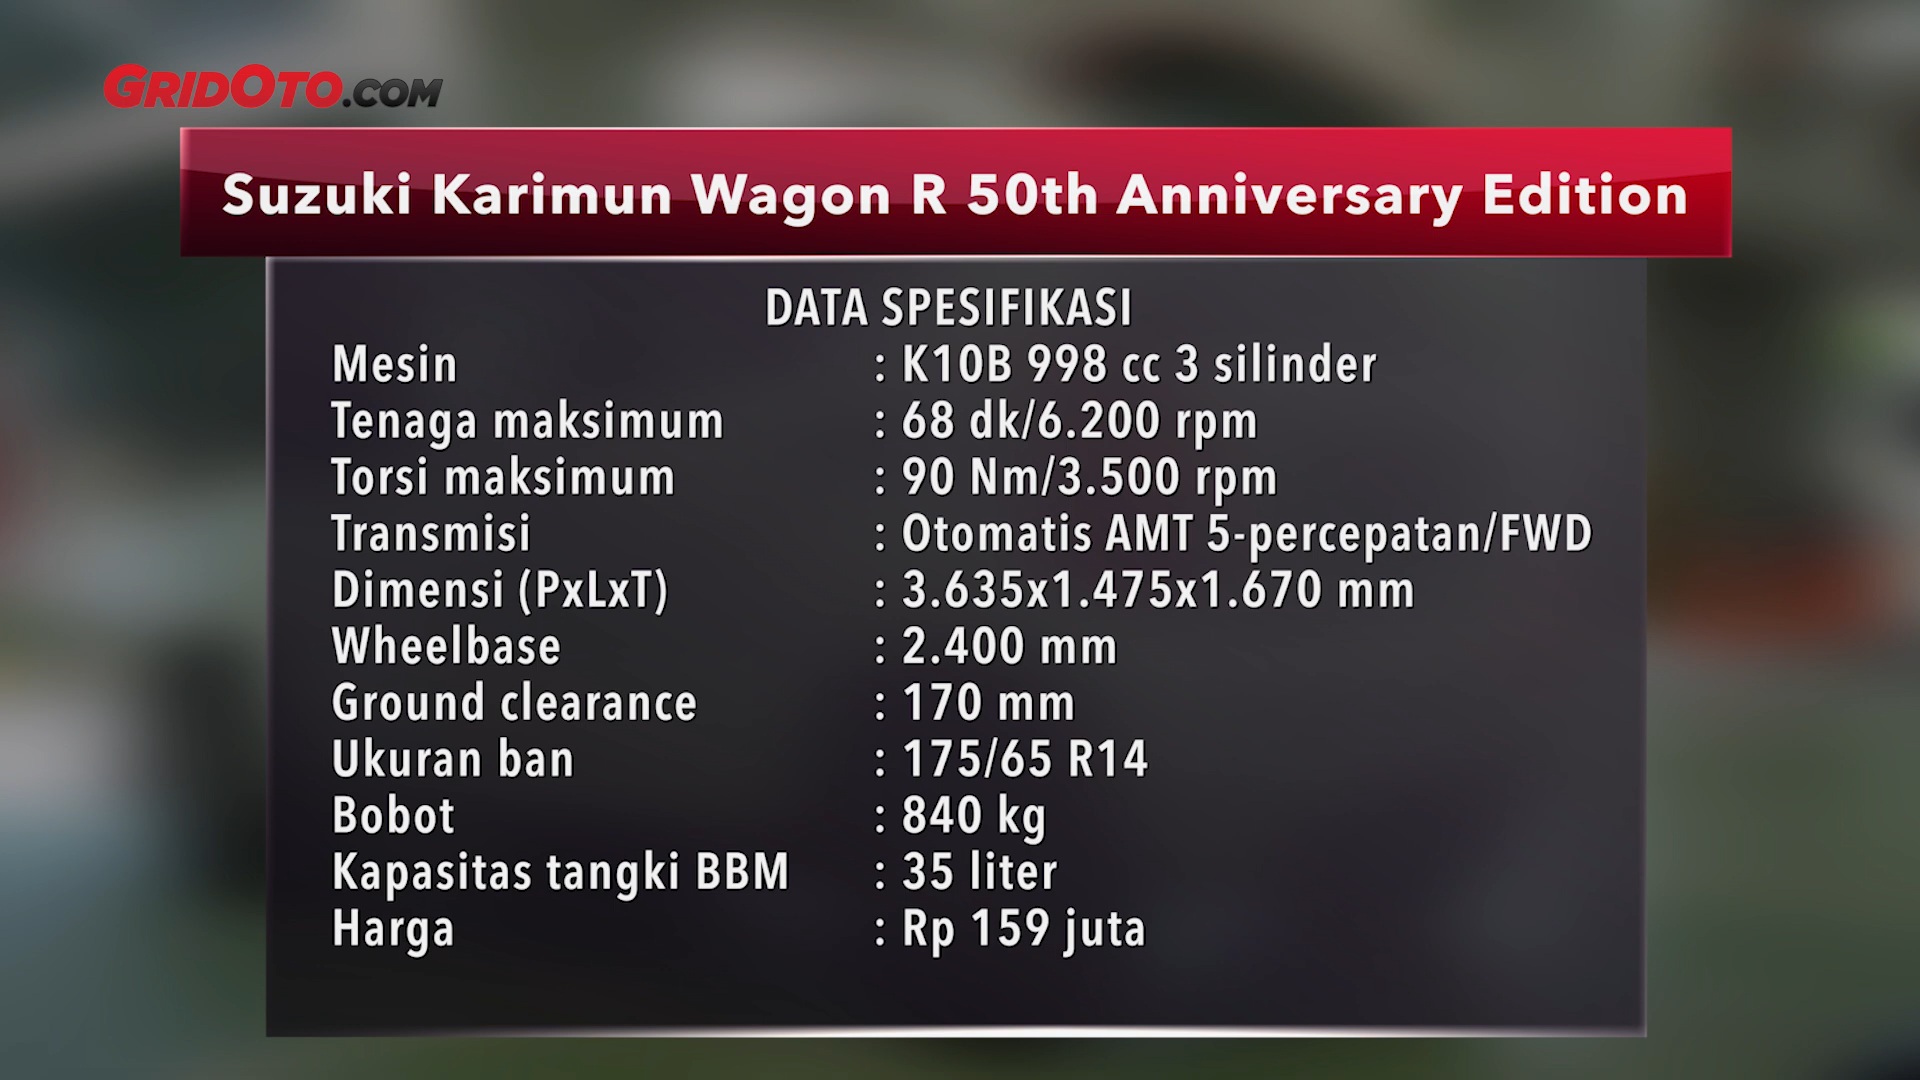 GRIDOTO.COM
Suzuki Karimun Wagon R 50th Anniversary Edition
DATA SPESIFIKASI
Mesin : K10B 998 cc 3 silinder
Tenaga maksimum : 68 dk/6.200 rpm
Torsi maksimum : 90 Nm/3.500 rpm
Transmisi : Otomatis AMT 5-percepatan/FWD
Dimensi (PxLxT) : 3.635x1.475x1.670 mm
Wheelbase : 2.400 mm
Ground clearance : 170 mm
Ukuran ban : 175/65 R14
Bobot : 840 kg
Kapasitas tangki BBM : 35 liter
Harga : Rp 159 juta